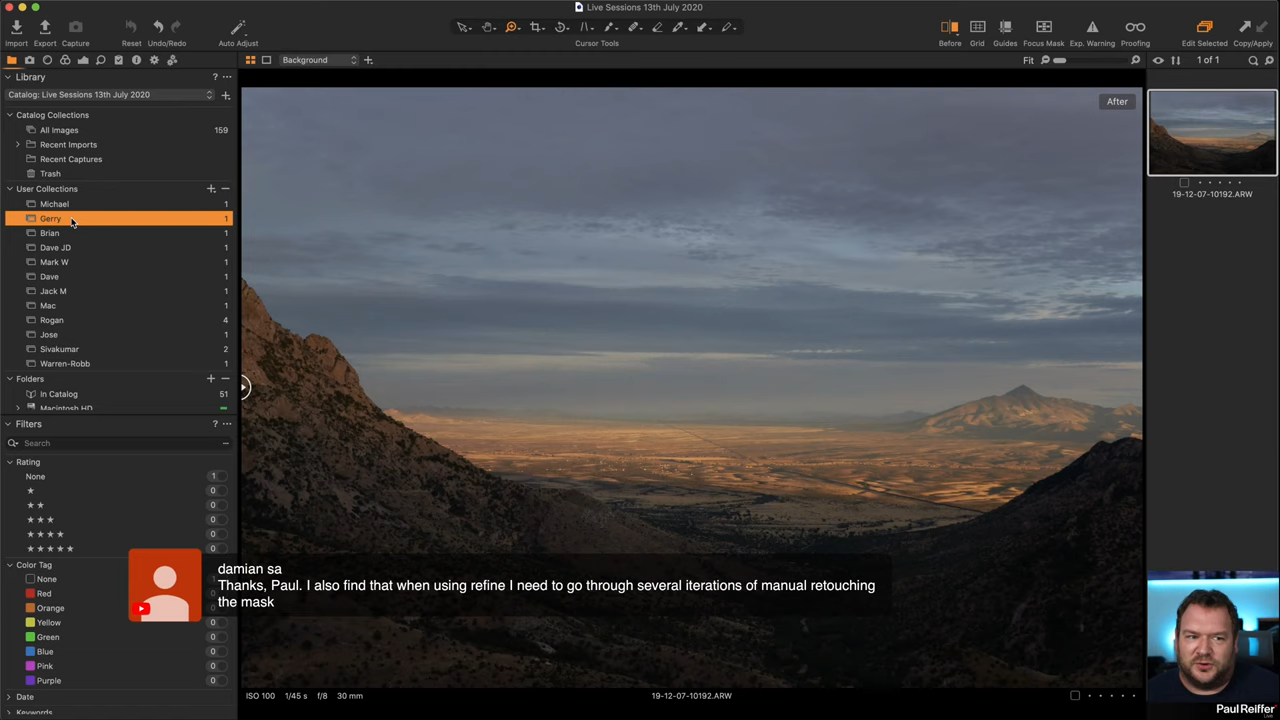 Live Sessions 13th July 2020
Import Export Capture Reset Undo/Redo Auto Adjust Cursor Tools Before Grid Guides Focus Mask Exp. Warning Proofing Edit Selected Copy/Apply
Background Fit 1 of 1
Library ? ...
Catalog: Live Sessions 13th July 2020
Catalog Collections
All Images 159
Recent Imports
Recent Captures
Trash
User Collections
Michael 1
Gerry 1
Brian 1
Dave JD 1
Mark W 1
Dave 1
Jack M 1
Mac 1
Rogan 4
Jose 1
Sivakumar 2
Warren-Robb 1
Folders
In Catalog 51
Macintosh HD
Filters ? ...
Search
Rating
None 1
★ 0
★★ 0
★★★ 0
★★★★ 0
★★★★★ 0
Color Tag
None
Red 0
Orange 0
Yellow 0
Green 0
Blue 0
Pink 0
Purple 0
Date
Keywords
After
19-12-07-10192.ARW
damian sa
Thanks, Paul. I also find that when using refine I need to go through several iterations of manual retouching
the mask
ISO 100 1/45 s f/8 30 mm 19-12-07-10192.ARW
PaulReiffer
Live